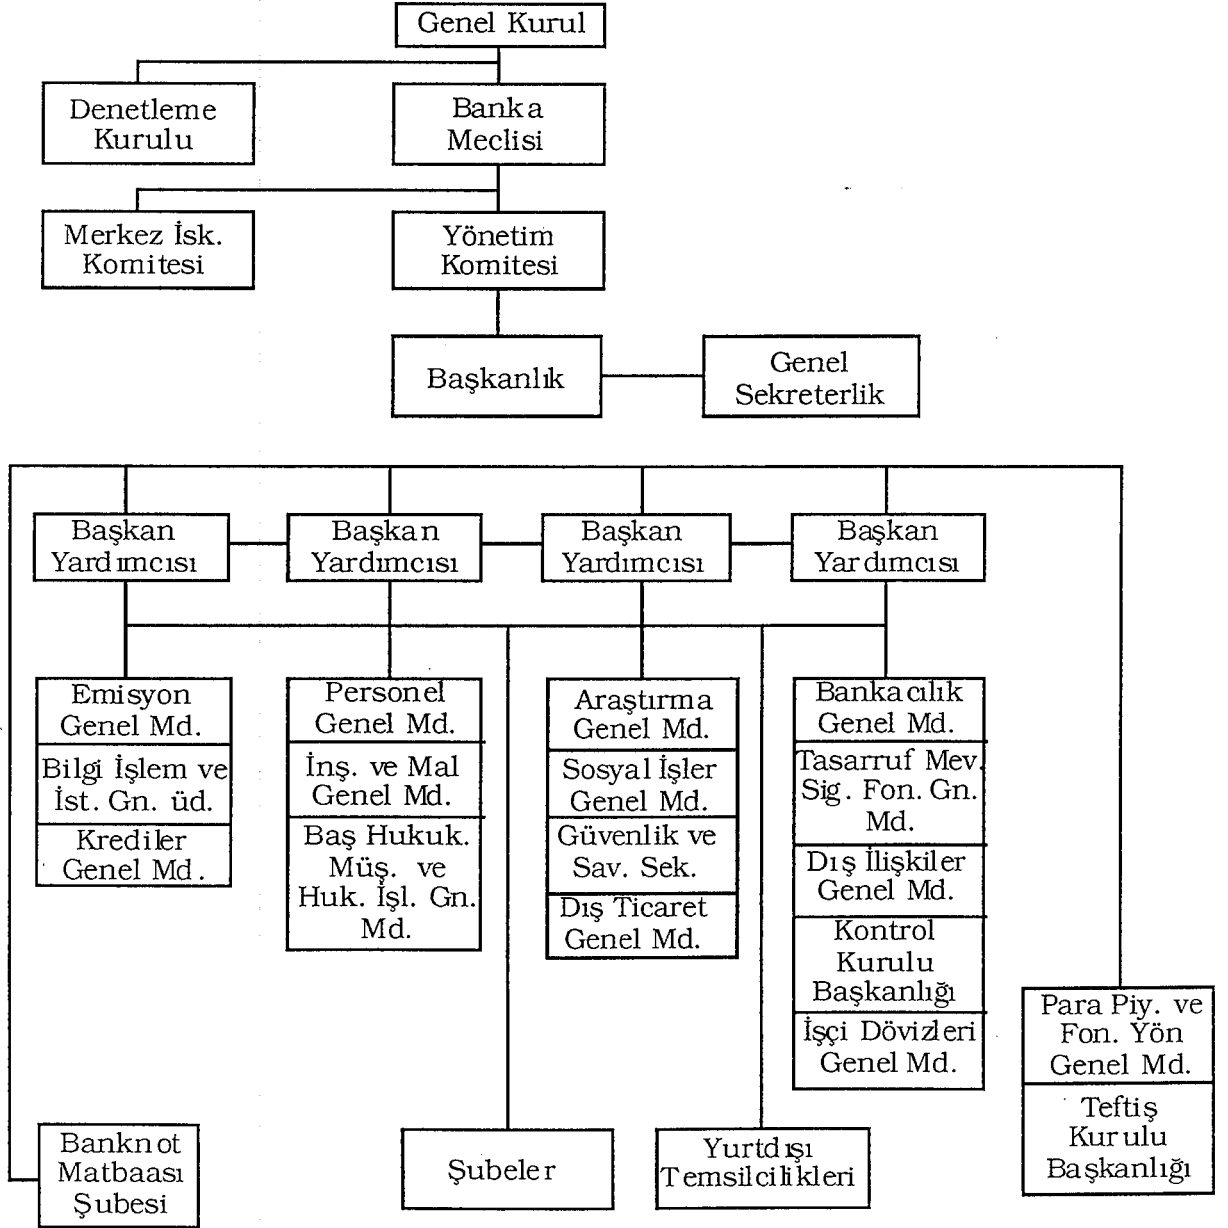 Genel Kurul
Denetleme
Kurulu
Banka
Meclisi
Merkez İsk.
Komitesi
Yönetim
Komitesi
Başkanlık
Genel
Sekreterlik
Başkan
Yardımcısı
Başkan
Yardımcısı
Başkan
Yardımcısı
Başkan
Yardımcısı
Emisyon
Genel Md.
Bilgi İşlem ve
İst. Gn. üd.
Krediler
Genel Md.
Personel
Genel Md.
İnş. ve Mal
Genel Md.
Baş Hukuk.
Müş. ve
Huk. İşl. Gn.
Md.
Araştırma
Genel Md.
Sosyal İşler
Genel Md.
Güvenlik ve
Sav. Sek.
Dış Ticaret
Genel Md.
Bankacılık
Genel Md.
Tasarruf Mev.
Sig. Fon. Gn.
Md.
Dış İlişkiler
Genel Md.
Kontrol
Kurulu
Başkanlığı
İşçi Dövizleri
Genel Md.
Para Piy. ve
Fon. Yön
Genel Md.
Teftiş
Kurulu
Başkanlığı
Banknot
Matbaası
Şubesi
Şubeler
Yurtdışı
Temsilcilikleri